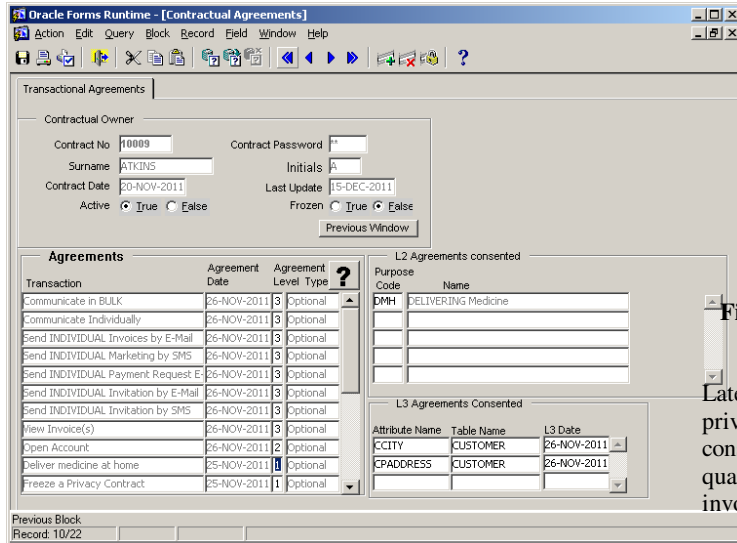 Oracle Forms Runtime - [Contractual Agreements]
Action Edit Query Block Record Field Window Help
Transactional Agreements
Contractual Owner
Contract No 10009 Contract Password **
Surname ATKINS Initials A
Contract Date 20-NOV-2011 Last Update 15-DEC-2011
Active True False Frozen True False
Previous Window
Agreements
Transaction Agreement Date Agreement Level Type ?
Communicate in BULK 26-NOV-2011 3 Optional
Communicate Individually 26-NOV-2011 3 Optional
Send INDIVIDUAL Invoices by E-Mail 26-NOV-2011 3 Optional
Send INDIVIDUAL Marketing by SMS 26-NOV-2011 3 Optional
Send INDIVIDUAL Payment Request E- 26-NOV-2011 3 Optional
Send INDIVIDUAL Invitation by E-Mail 26-NOV-2011 3 Optional
Send INDIVIDUAL Invitation by SMS 26-NOV-2011 3 Optional
View Invoice(s) 26-NOV-2011 3 Optional
Open Account 26-NOV-2011 2 Optional
Deliver medicine at home 25-NOV-2011 1 Optional
Freeze a Privacy Contract 25-NOV-2011 1 Optional
L2 Agreements consented
Purpose
Code Name
DMH DELIVERING Medicine
L3 Agreements Consented
Attribute Name Table Name L3 Date
CCITY CUSTOMER 26-NOV-2011
CPADDRESS CUSTOMER 26-NOV-2011
Previous Block
Record: 10/22